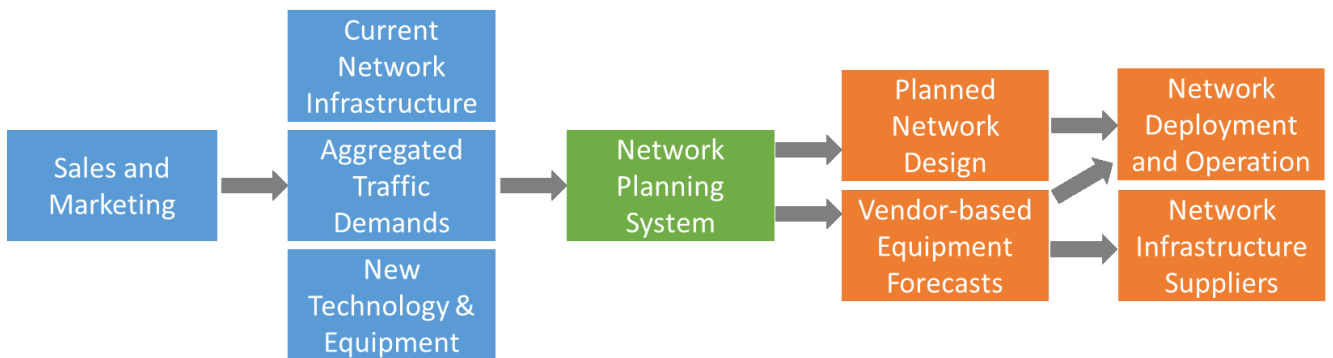 Sales and
Marketing
Current
Network
Infrastructure
Aggregated
Traffic
Demands
New
Technology &
Equipment
Network
Planning
System
Planned
Network
Design
Vendor-based
Equipment
Forecasts
Network
Deployment
and Operation
Network
Infrastructure
Suppliers